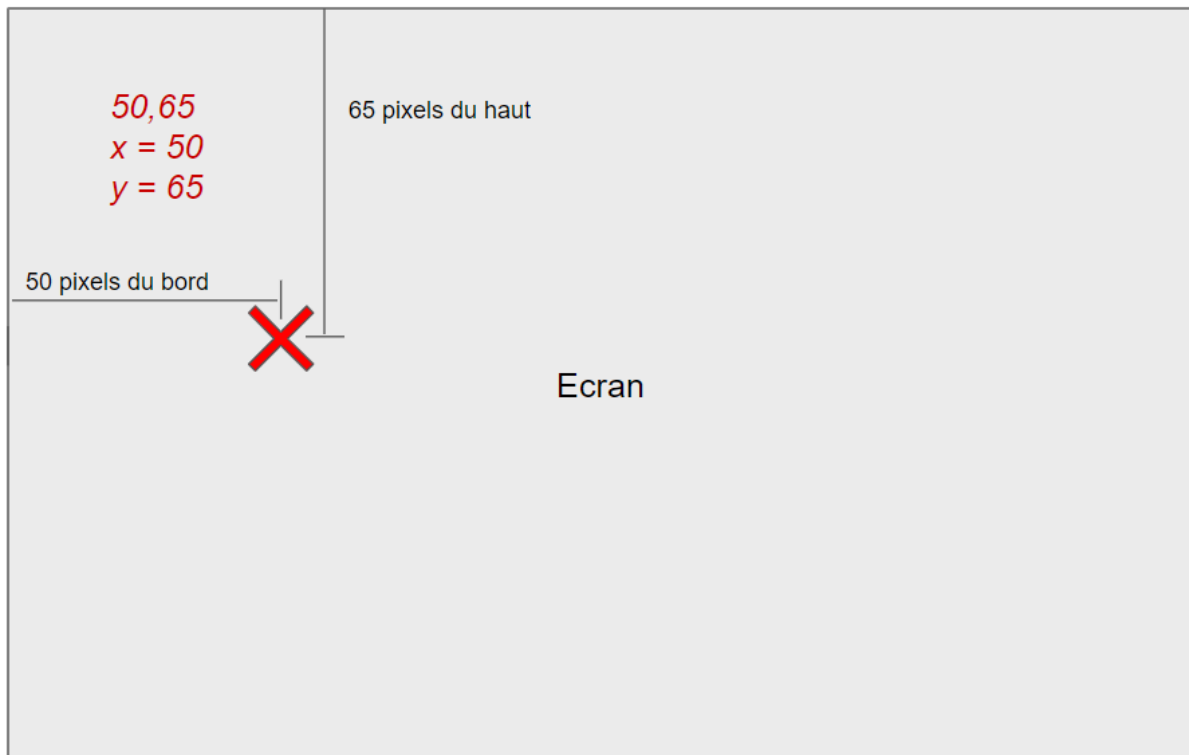 50,65
x = 50
y = 65
65 pixels du haut
50 pixels du bord
Ecran